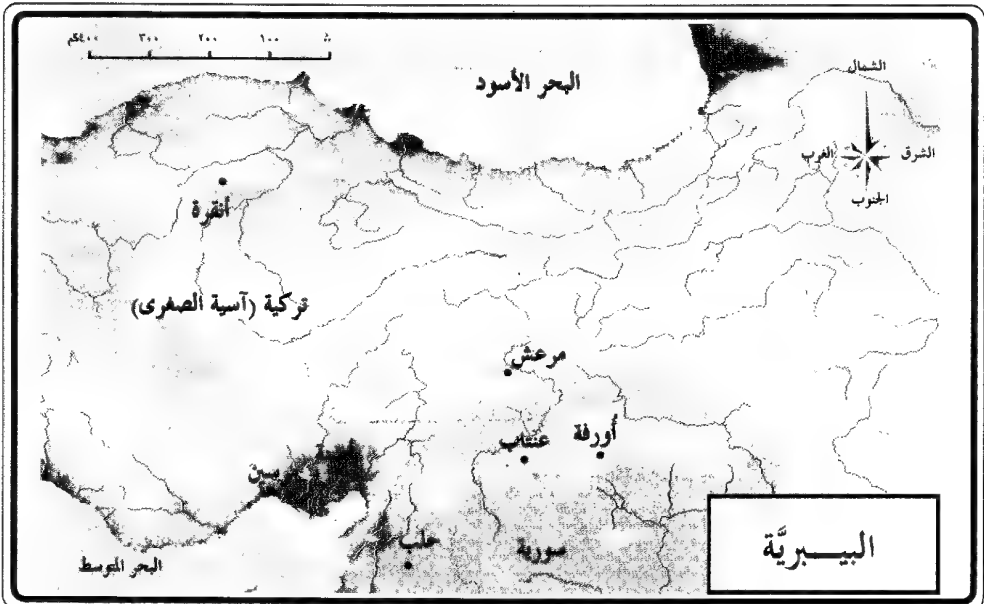 ٤٠٠كم ٣٠٠ ٢٠٠ ١٠٠ ٠
البحر الأسود
الشمال
الشرق
الغرب
الجنوب
أنقرة
تركية (آسية الصغرى)
مرعش
أورفة
عنتاب
حلب
سورية
البحر المتوسط
البيبريَّة